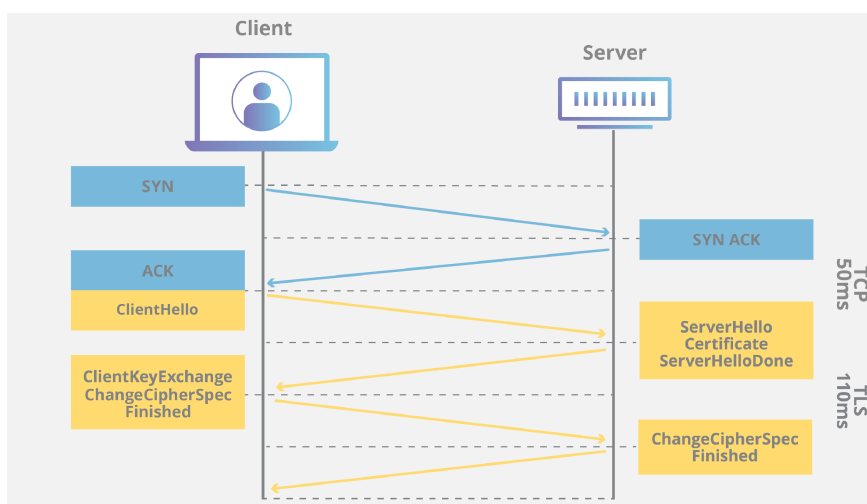 Client
Server
SYN
SYN ACK
ACK
ClientHello
TCP
50ms
ServerHello
Certificate
ServerHelloDone
ClientKeyExchange
ChangeCipherSpec
Finished
TLS
110ms
ChangeCipherSpec
Finished